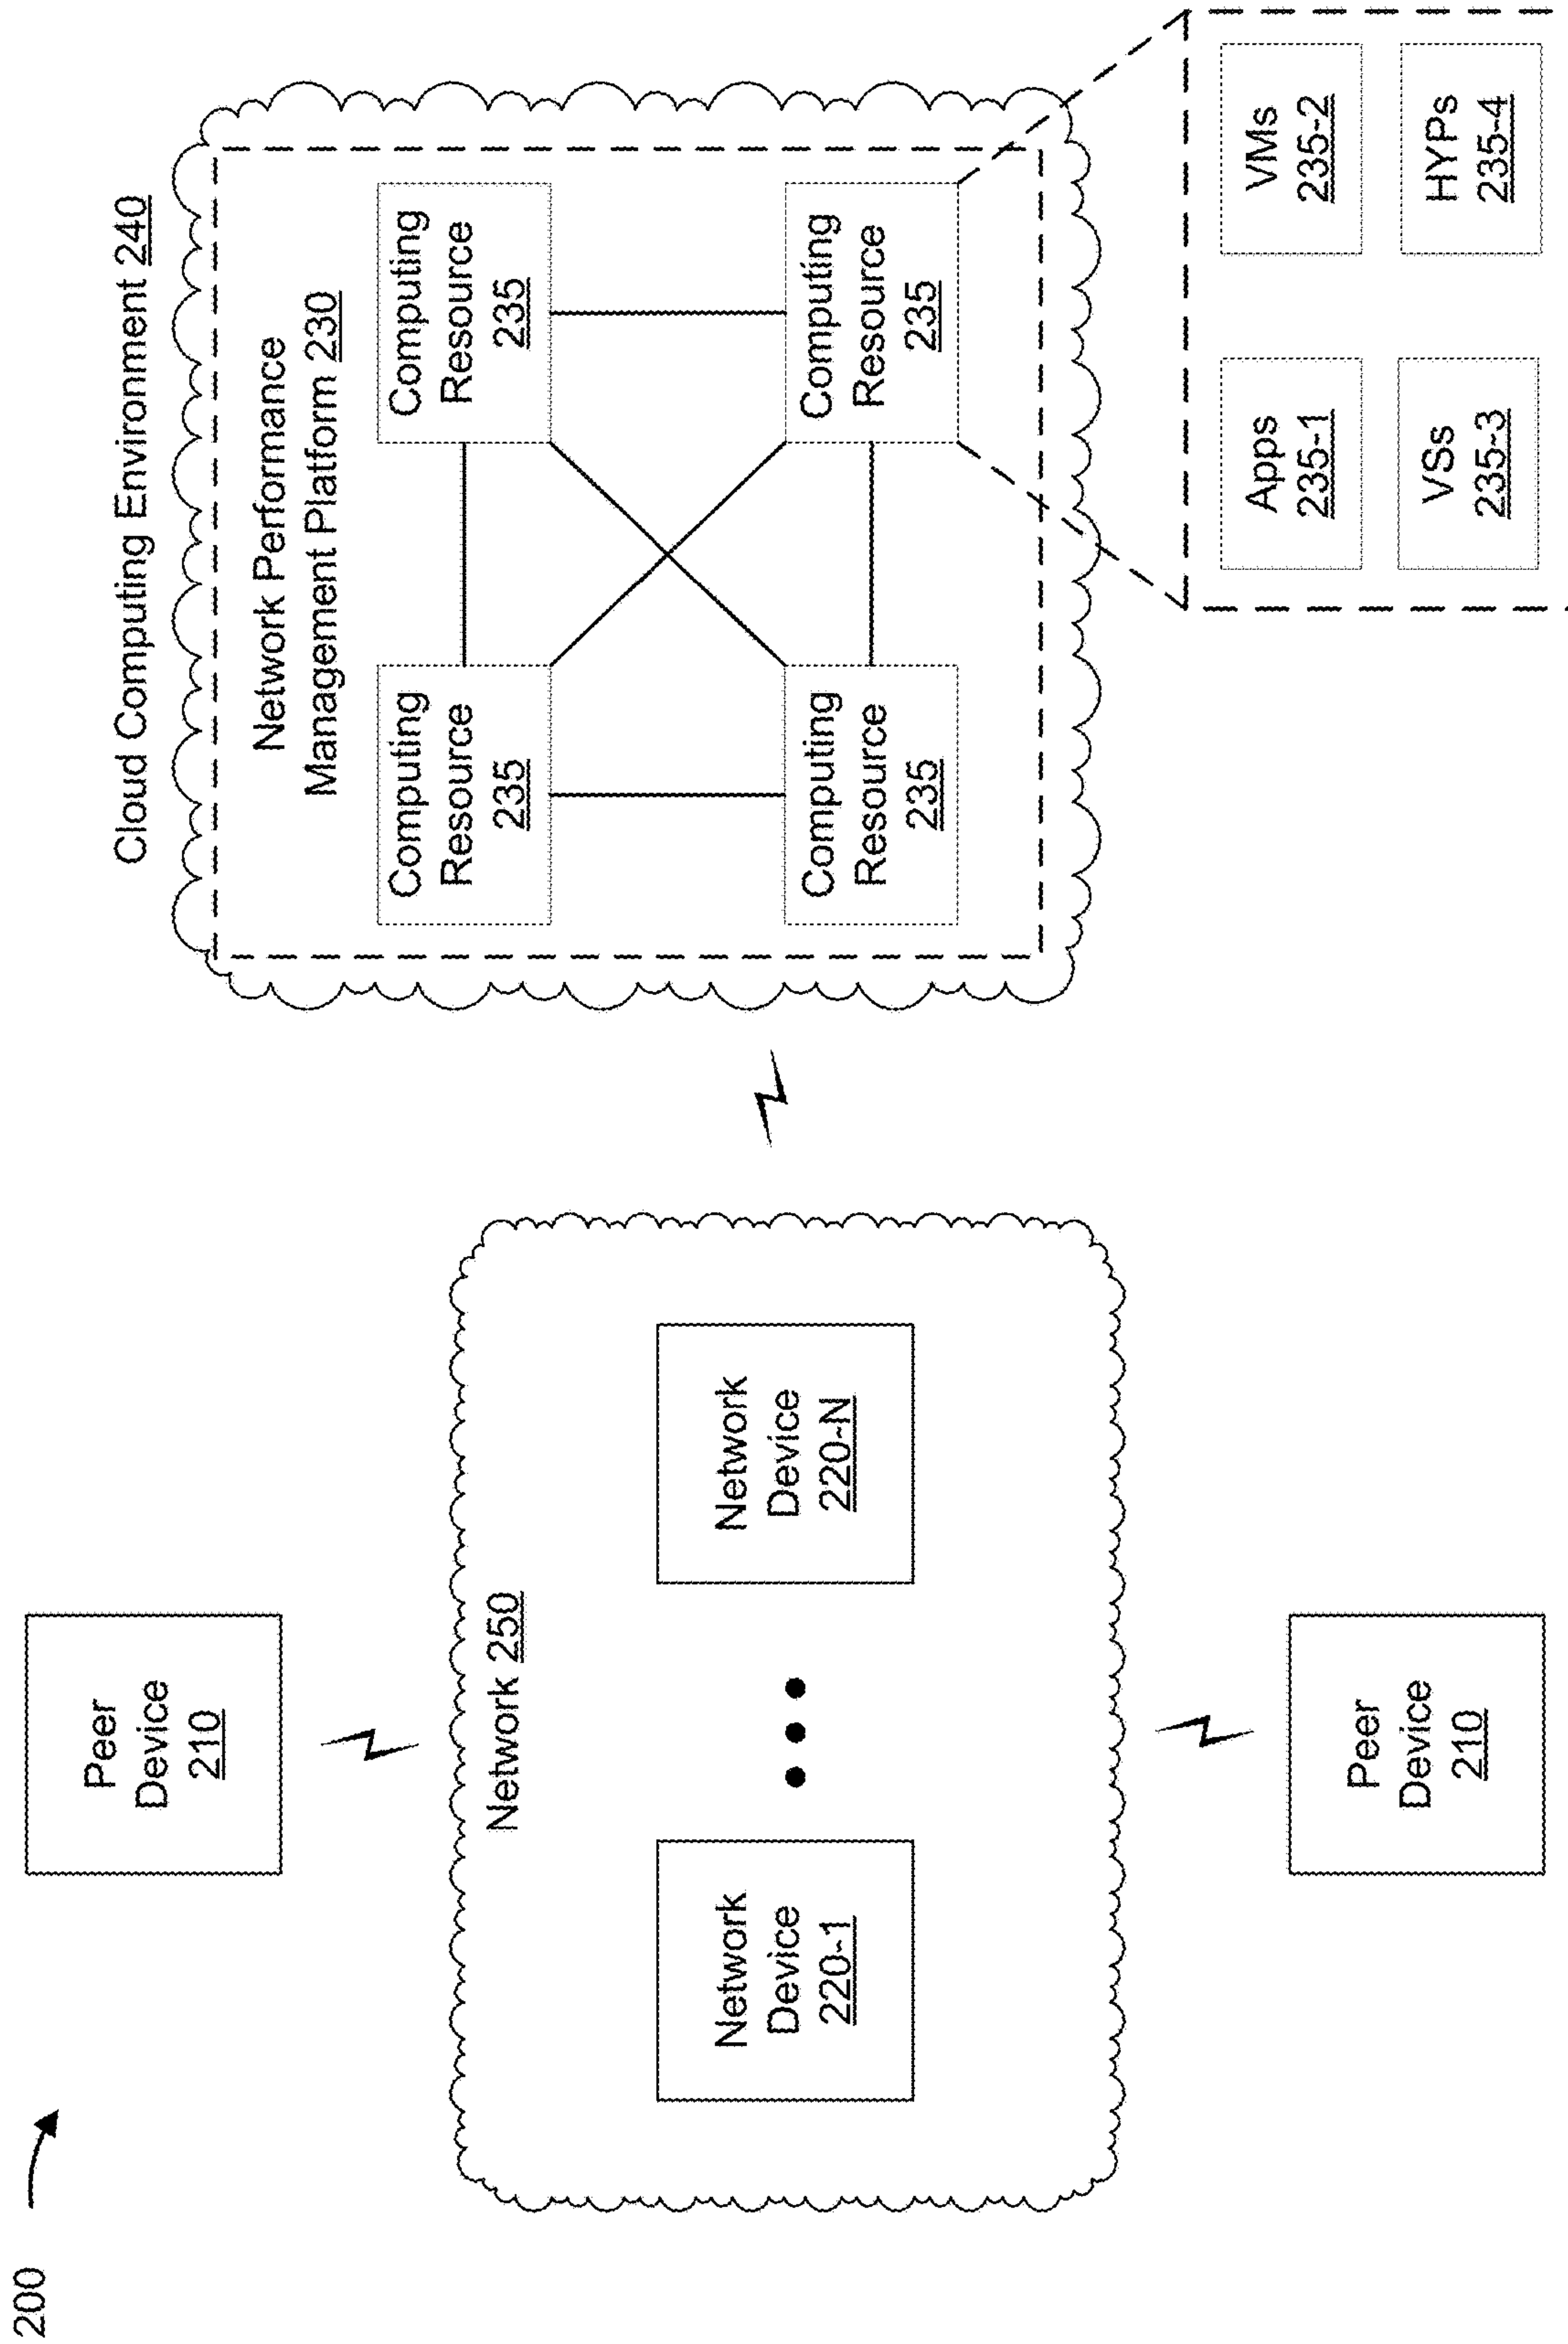 200
Peer
Device
210
Network 250
Network
Device
220-1
Network
Device
220-N
Peer
Device
210
Cloud Computing Environment 240
Network Performance
Management Platform 230
Computing
Resource
235
Computing
Resource
235
Computing
Resource
235
Computing
Resource
235
Apps
235-1
VMs
235-2
VSs
235-3
HYPs
235-4